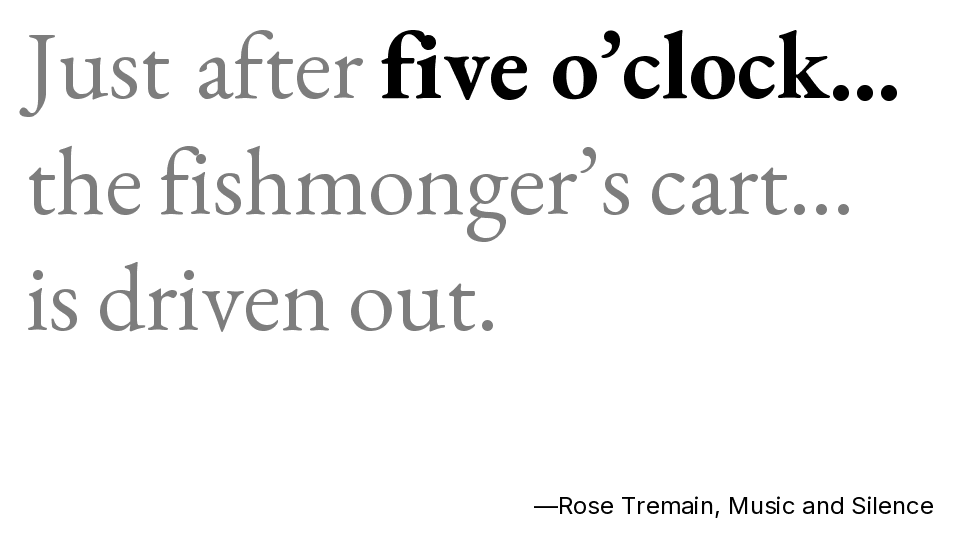 Just after five o’clock…
the fishmonger’s cart…
is driven out.
—Rose Tremain, Music and Silence